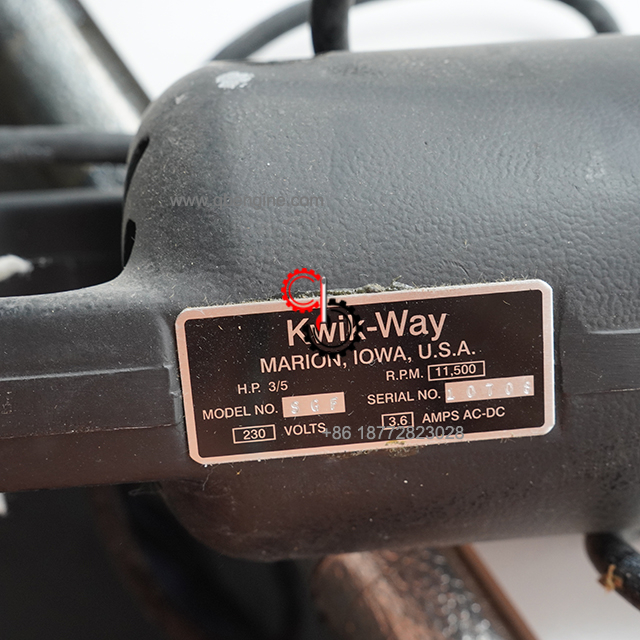 Kwik-Way
MARION, IOWA, U.S.A.
H.P. 3/5 R.P.M. 11,500
MODEL NO. SERIAL NO.
230 VOLTS 3.6 AMPS AC-DC
+86 18772823028